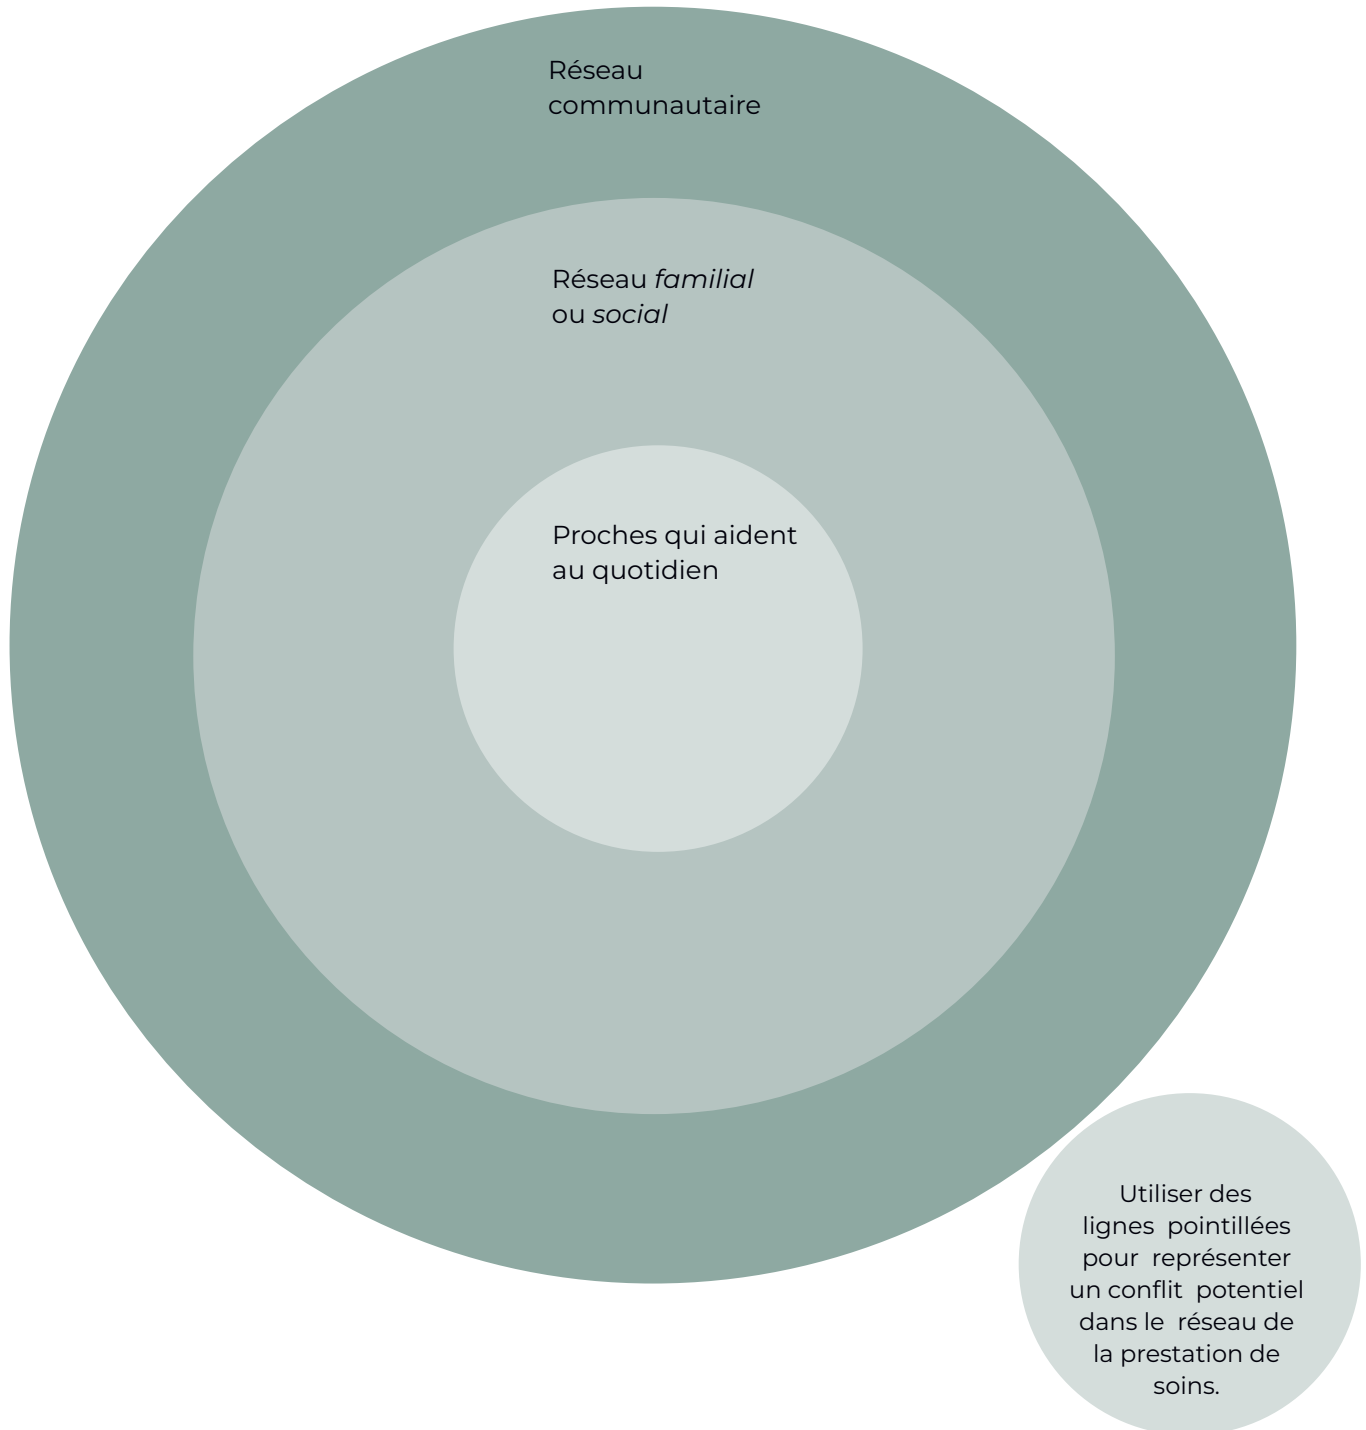 Réseau
communautaire
Réseau familial
ou social
Proches qui aident
au quotidien
Utiliser des
lignes pointillées
pour représenter
un conflit potentiel
dans le réseau de
la prestation de
soins.